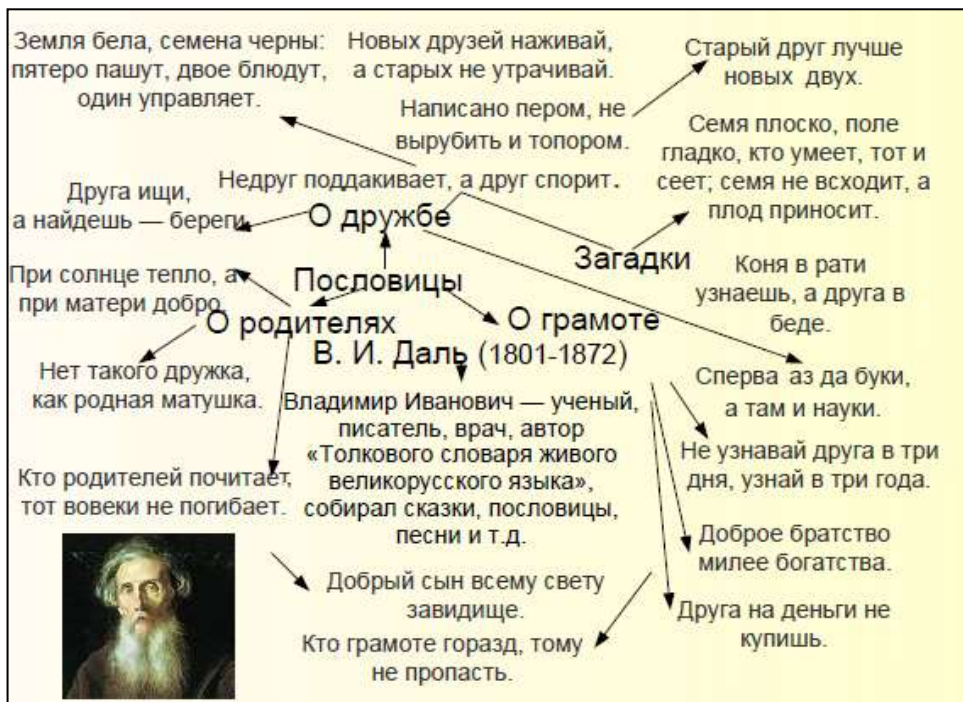 Земля бела, семена черны:
пятеро пашут, двое блюдут,
один управляет.
Новых друзей наживай,
а старых не утрачивай.
Старый друг лучше
новых двух.
Написано пером, не
вырубить и топором.
Семя плоско, поле
гладко, кто умеет, тот и
сеет; семя не всходит, а
плод приносит.
Недруг поддакивает, а друг спорит.
Друга ищи,
а найдешь — береги.
О дружбе
Загадки
Пословицы
При солнце тепло, а
при матери добро.
Коня в рати
узнаешь, а друга в
беде.
О родителях
О грамоте
В. И. Даль (1801-1872)
Нет такого дружка,
как родная матушка.
Сперва аз да буки,
а там и науки.
Владимир Иванович — ученый,
писатель, врач, автор
«Толкового словаря живого
великорусского языка»,
собирал сказки, пословицы,
песни и т.д.
Не узнавай друга в три
дня, узнай в три года.
Кто родителей почитает,
тот вовеки не погибает.
Доброе братство
милее богатства.
Добрый сын всему свету
завидище.
Друга на деньги не
купишь.
Кто грамоте горазд, тому
не пропасть.